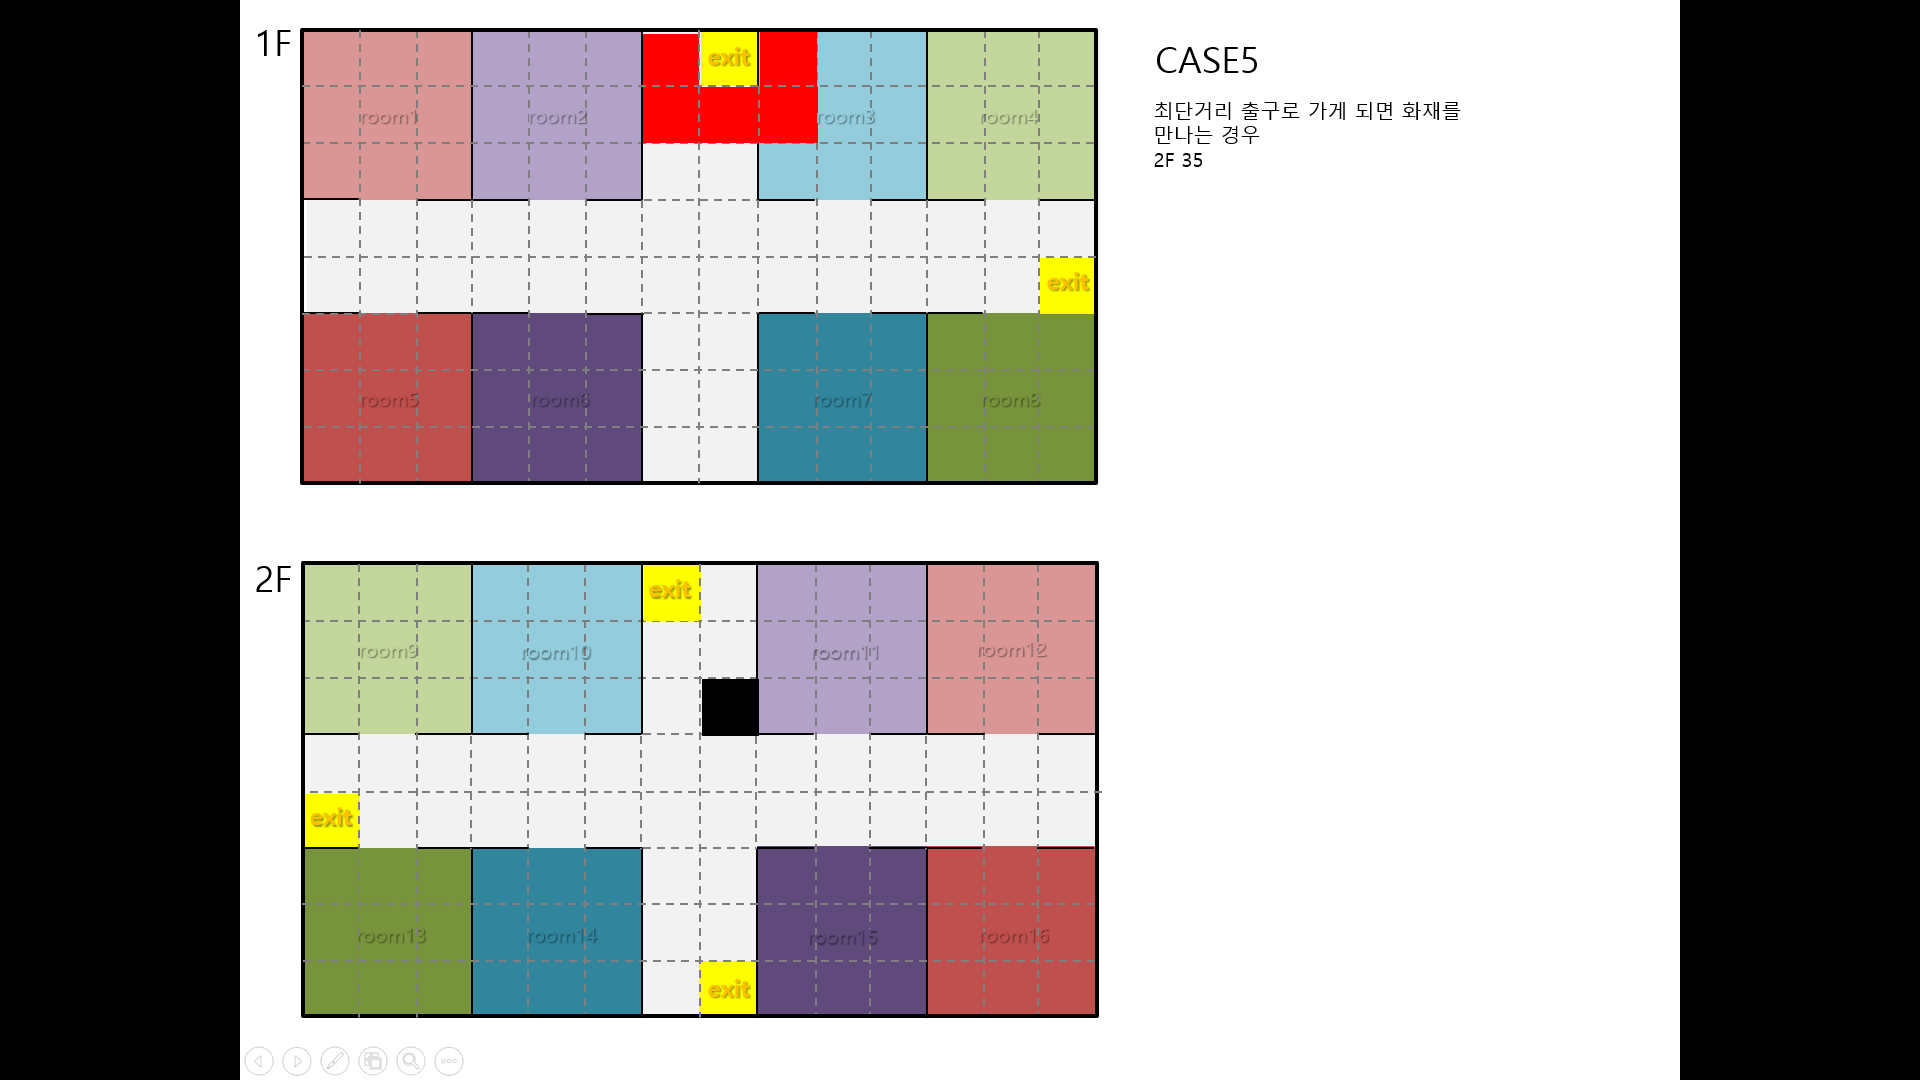 1F
exit
room1
room2
room3
room4
exit
room5
room6
room7
room8
CASE5
최단거리 출구로 가게 되면 화재를
만나는 경우
2F 35
2F
exit
room9
room10
room11
room12
exit
room13
room14
room15
room16
exit